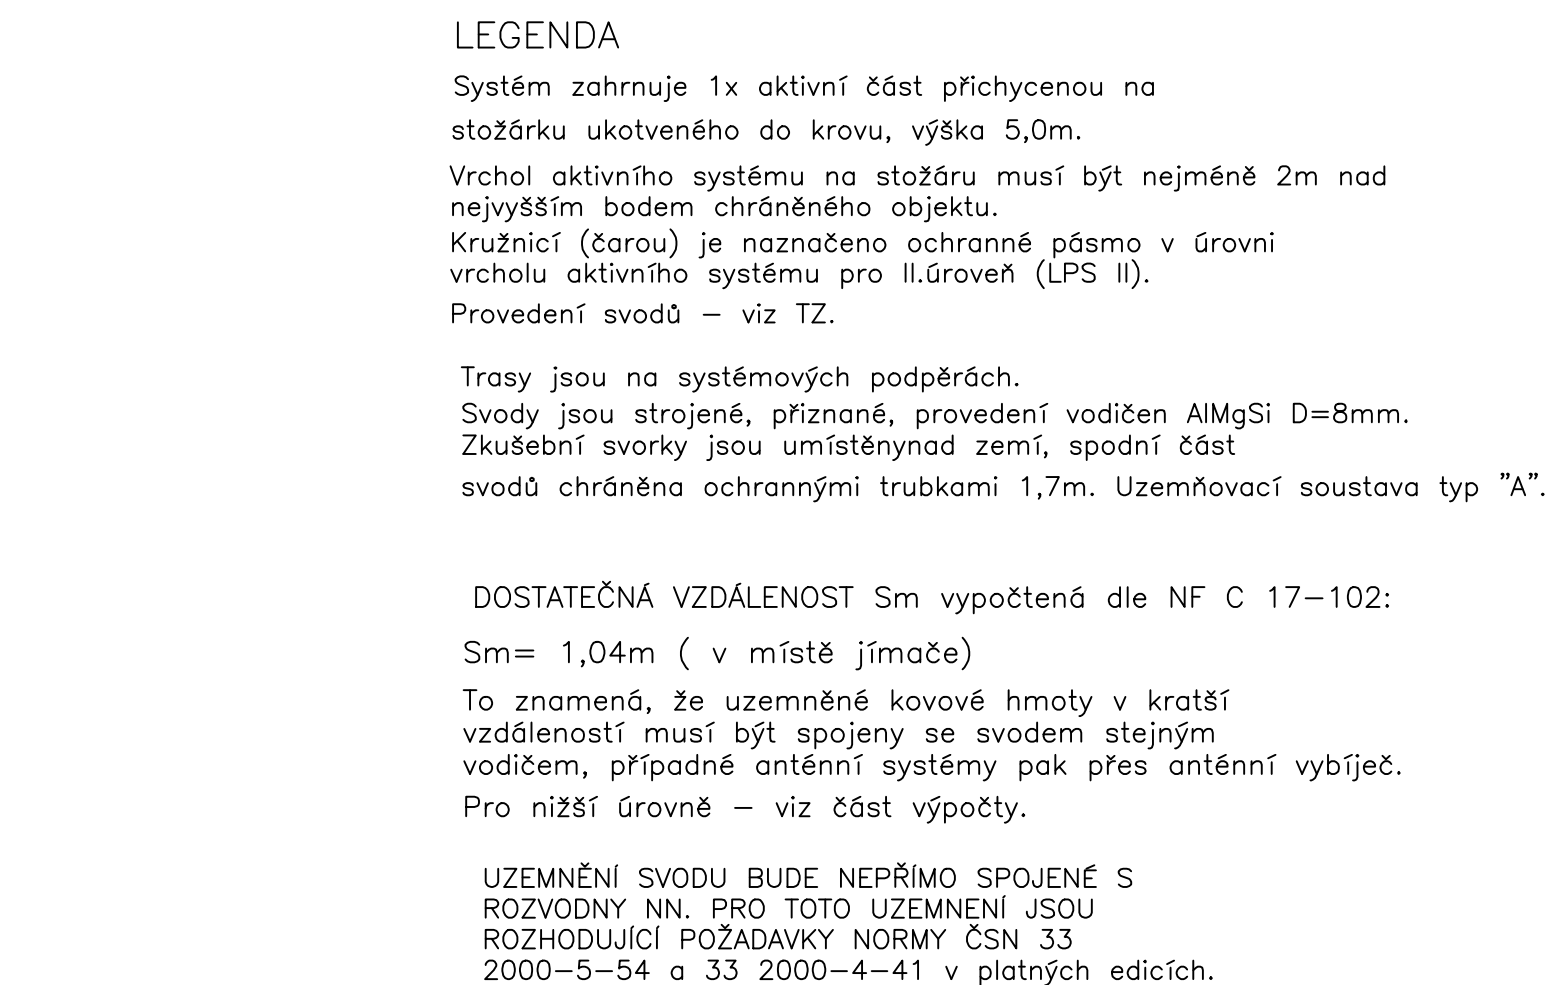 LEGENDA
Systém zahrnuje 1x aktivní část přichycenou na
stožárku ukotveného do krovu, výška 5,0m.
Vrchol aktivního systému na stožáru musí být nejméně 2m nad
nejvyšším bodem chráněného objektu.
Kružnicí (čarou) je naznačeno ochranné pásmo v úrovni
vrcholu aktivního systému pro II.úroveň (LPS II).
Provedení svodů – viz TZ.
Trasy jsou na systémových podpěrách.
Svody jsou strojené, přiznané, provedení vodičen AlMgSi D=8mm.
Zkušební svorky jsou umístěnynad zemí, spodní část
svodů chráněna ochrannými trubkami 1,7m. Uzemňovací soustava typ ”A”.
DOSTATEČNÁ VZDÁLENOST Sm vypočtená dle NF C 17–102:
Sm= 1,04m ( v místě jímače)
To znamená, že uzemněné kovové hmoty v kratší
vzdáleností musí být spojeny se svodem stejným
vodičem, případné anténní systémy pak přes anténní vybíječ.
Pro nižší úrovně – viz část výpočty.
UZEMNĚNÍ SVODU BUDE NEPŘÍMO SPOJENÉ S
ROZVODNY NN. PRO TOTO UZEMNENÍ JSOU
ROZHODUJÍCÍ POŽADAVKY NORMY ČSN 33
2000–5–54 a 33 2000–4–41 v platných edicích.